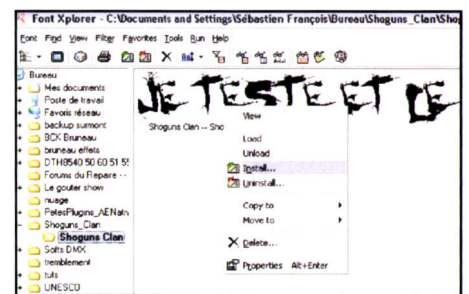 Font Xplorer - C:\Documents and Settings\Sébastien François\Bureau\Shoguns_Clan\Shog
Font Find View Filter Favorites Tools Run Help
Bureau
Mes documents
Poste de travail
Favoris réseau
backup surmont
BCK Bruneau
bruneau effets
DTH8540 50 60 51 55
Forums du Repaire --
Le gouter show
nuage
PetesPlugins_AENativ
Shoguns_Clan
Shoguns Clan
Softs DMX
tremblement
tuts
UNESCO
JE TESTE ET DE
Shoguns Clan -- Sho
View
Load
Unload
Install...
Uninstall...
Copy to
Move to
Delete...
Properties Alt+Enter